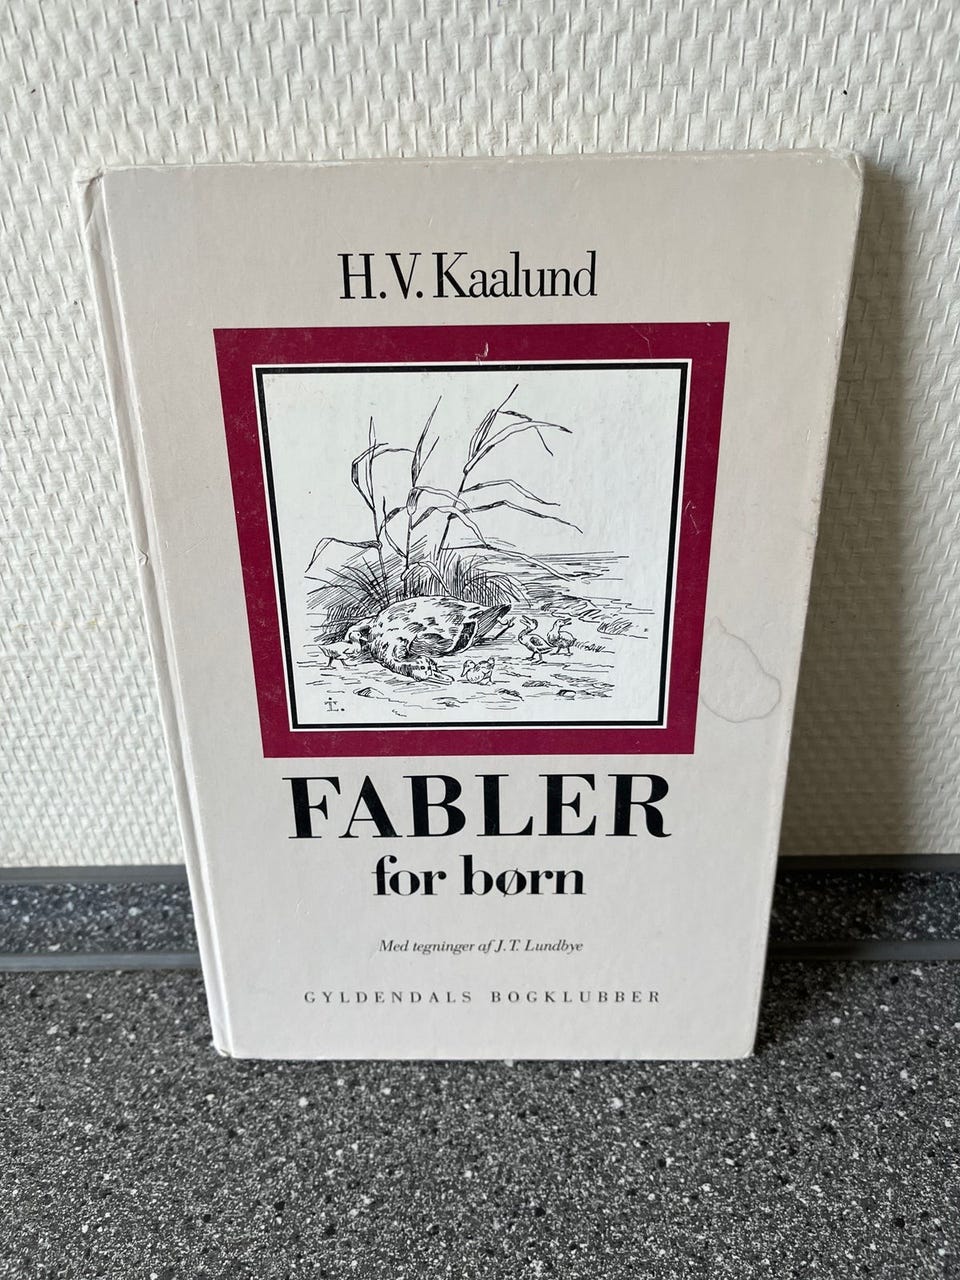 H.V. Kaalund
FABLER
for børn
Med tegninger af J.T. Lundbye
GYLDENDALS BOGKLUBBER